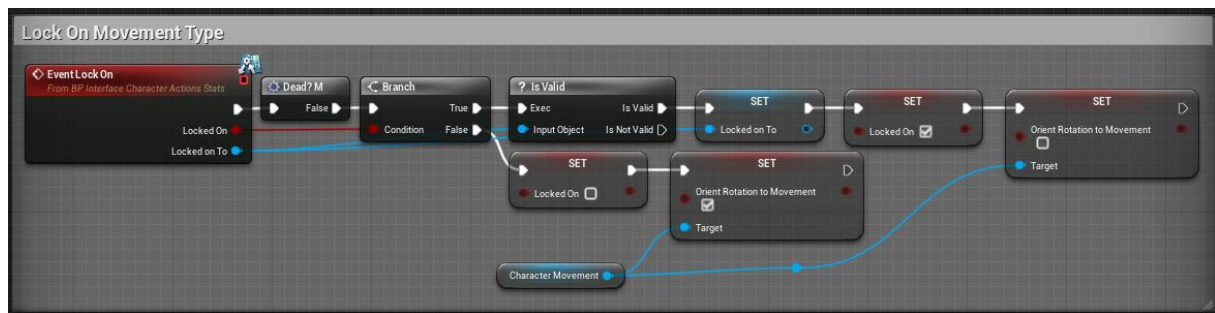 Lock On Movement Type
Event Lock On
From BP Interface Character Actions Stats
Locked On
Locked on To
Dead? M
False
Branch
True
Condition
False
? Is Valid
Exec
Is Valid
Input Object
Is Not Valid
SET
Locked on To
SET
Locked On
SET
Orient Rotation to Movement
Target
SET
Locked On
SET
Orient Rotation to Movement
Target
Character Movement